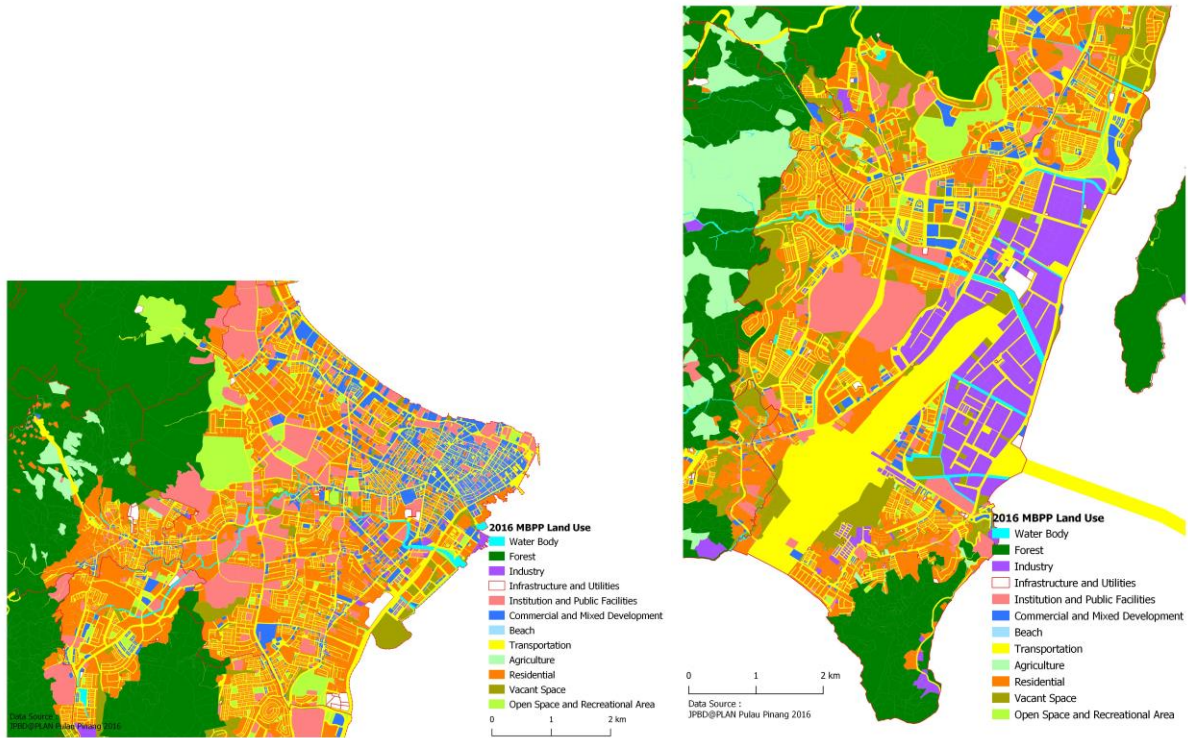 2016 MBPP Land Use
Water Body
Forest
Industry
Infrastructure and Utilities
Institution and Public Facilities
Commercial and Mixed Development
Beach
Transportation
Agriculture
Residential
Vacant Space
Open Space and Recreational Area
0 1 2 km
Data Source :
JPBD@PLAN Pulau Pinang 2016
2016 MBPP Land Use
Water Body
Forest
Industry
Infrastructure and Utilities
Institution and Public Facilities
Commercial and Mixed Development
Beach
Transportation
Agriculture
Residential
Vacant Space
Open Space and Recreational Area
0 1 2 km
Data Source :
JPBD@PLAN Pulau Pinang 2016